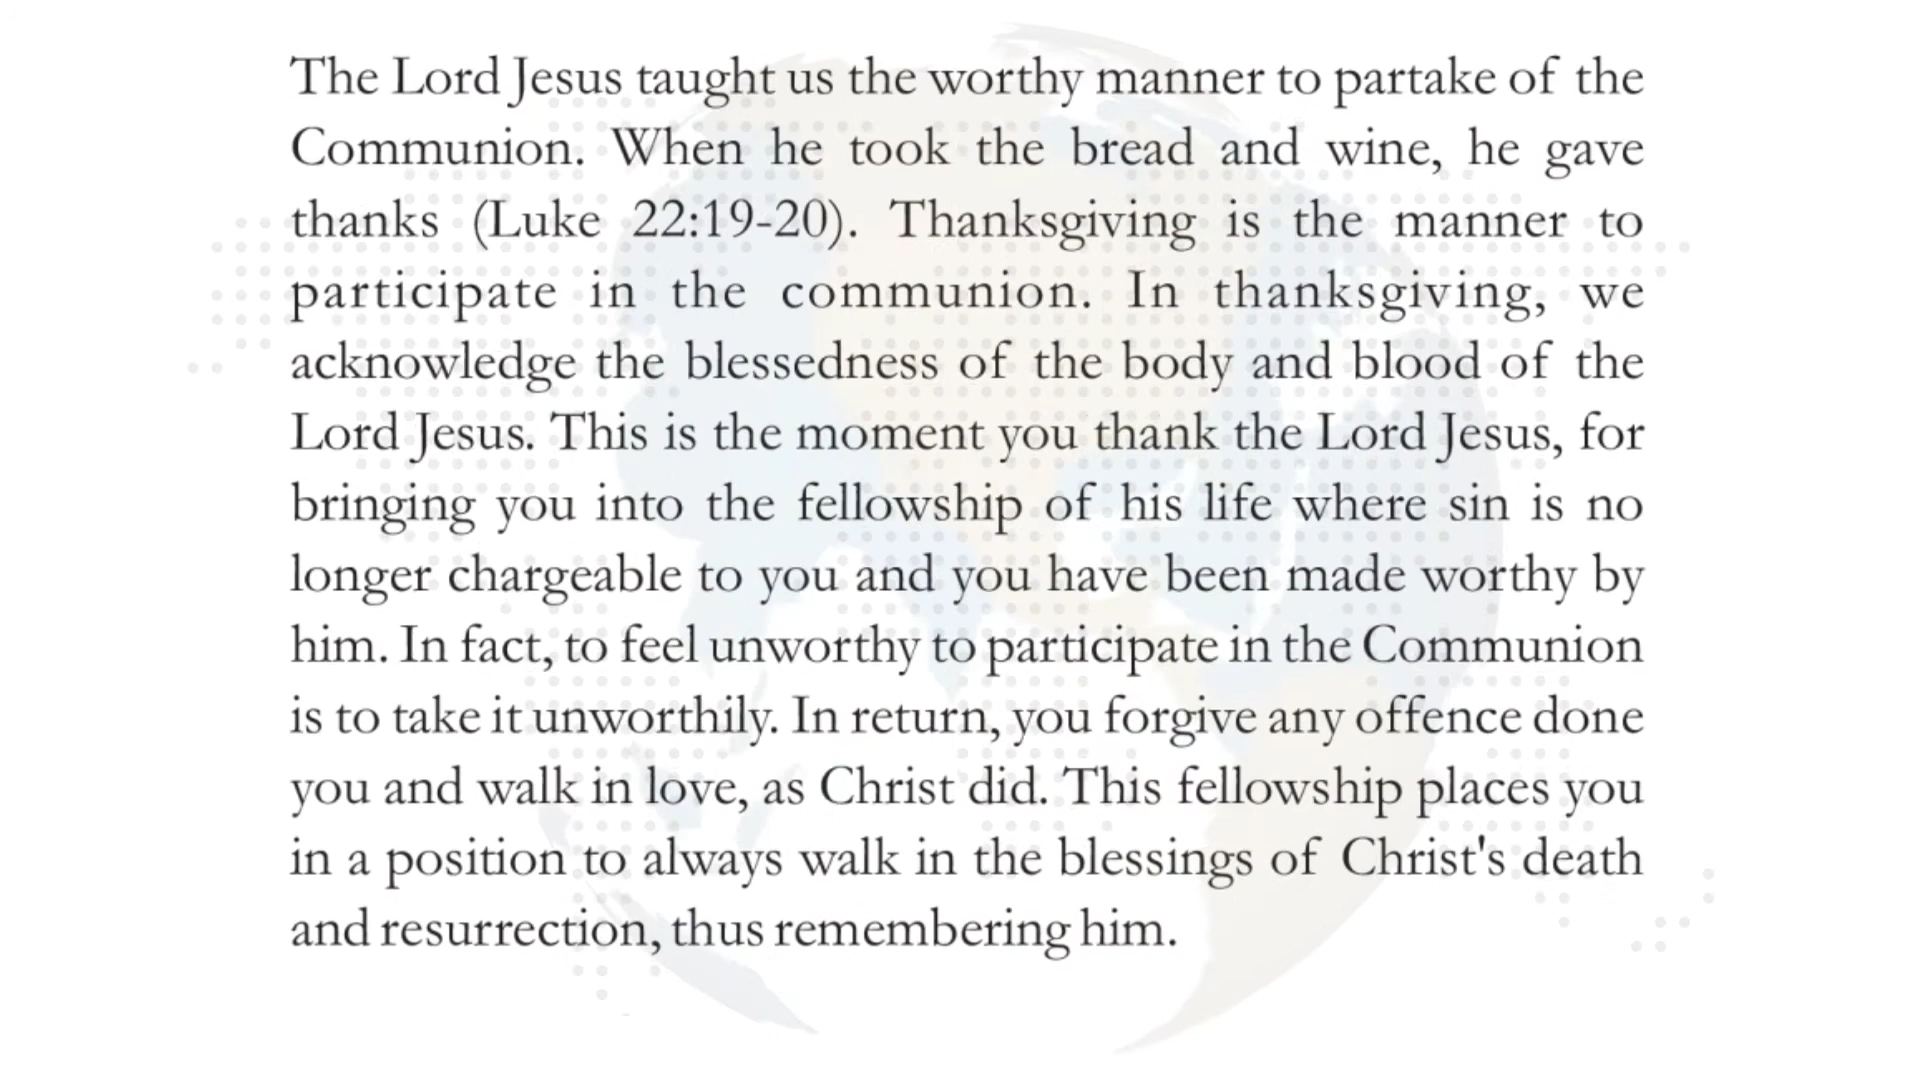 The Lord Jesus taught us the worthy manner to partake of the
Communion. When he took the bread and wine, he gave
thanks (Luke 22:19-20). Thanksgiving is the manner to
participate in the communion. In thanksgiving, we
acknowledge the blessedness of the body and blood of the
Lord Jesus. This is the moment you thank the Lord Jesus, for
bringing you into the fellowship of his life where sin is no
longer chargeable to you and you have been made worthy by
him. In fact, to feel unworthy to participate in the Communion
is to take it unworthily. In return, you forgive any offence done
you and walk in love, as Christ did. This fellowship places you
in a position to always walk in the blessings of Christ's death
and resurrection, thus remembering him.